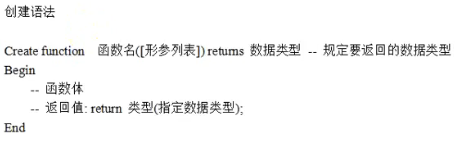 创建语法
Create function 函数名([形参列表]) returns 数据类型 -- 规定要返回的数据类型
Begin
-- 函数体
-- 返回值: return 类型(指定数据类型);
End